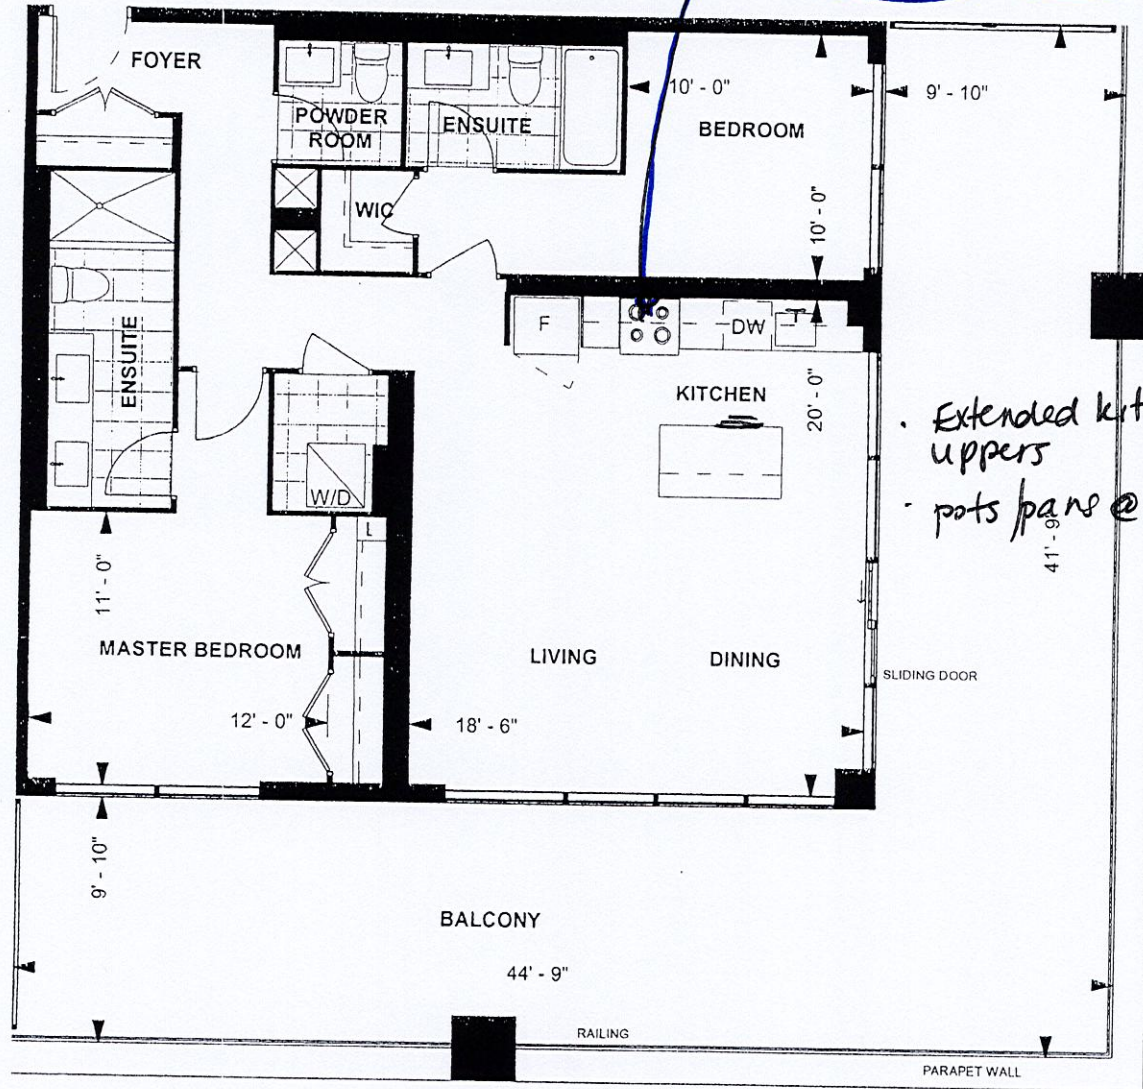 FOYER
POWDER
ROOM
ENSUITE
10' - 0"
BEDROOM
9' - 10"
WIC
10' - 0"
ENSUITE
F
DW
KITCHEN
20' - 0"
. Extended kit
uppers
· pots/pans @
41' - 9"
W/D
L
11' - 0"
MASTER BEDROOM
LIVING
DINING
SLIDING DOOR
12' - 0"
18' - 6"
9' - 10"
BALCONY
44' - 9"
RAILING
PARAPET WALL